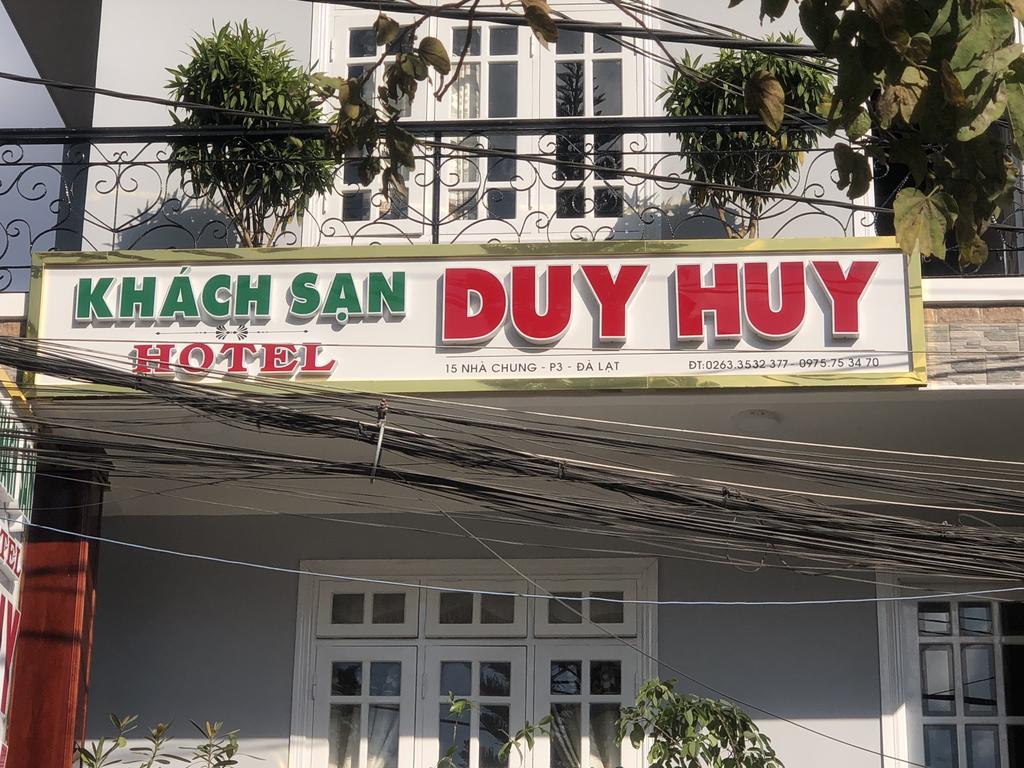 KHÁCH SẠN
HOTEL
DUY HUY
15 NHÀ CHUNG - P3 - ĐÀ LẠT
ĐT:0263.3532 377 - 0975.75 34 70
TEL